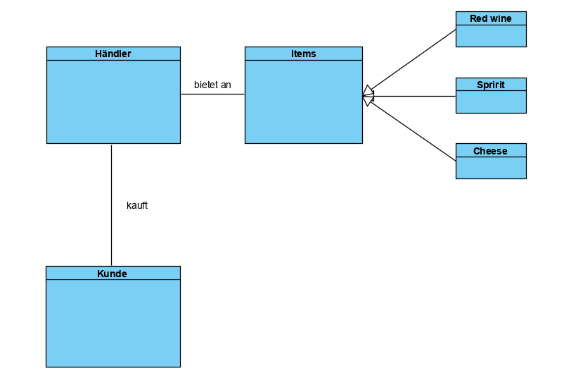 Red wine
Händler
Items
bietet an
Spririt
Cheese
kauft
Kunde